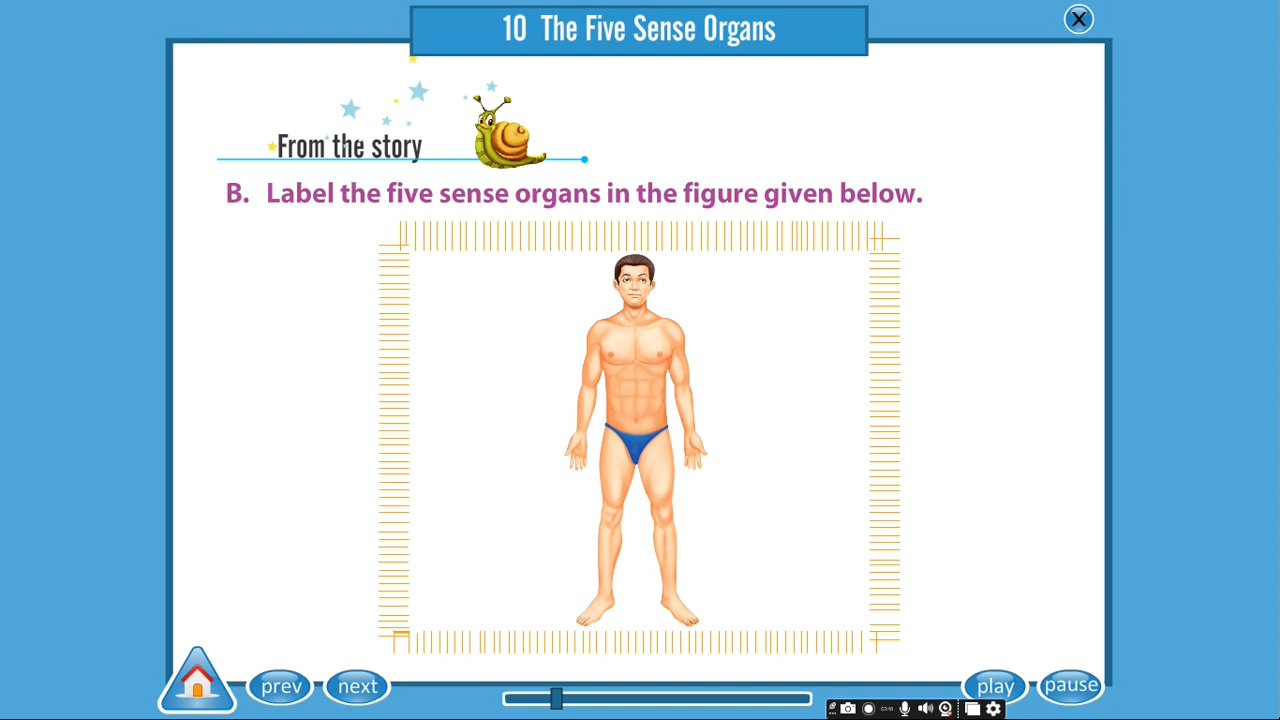 10 The Five Sense Organs
X
From the story
B. Label the five sense organs in the figure given below.
prev
next
play
pause